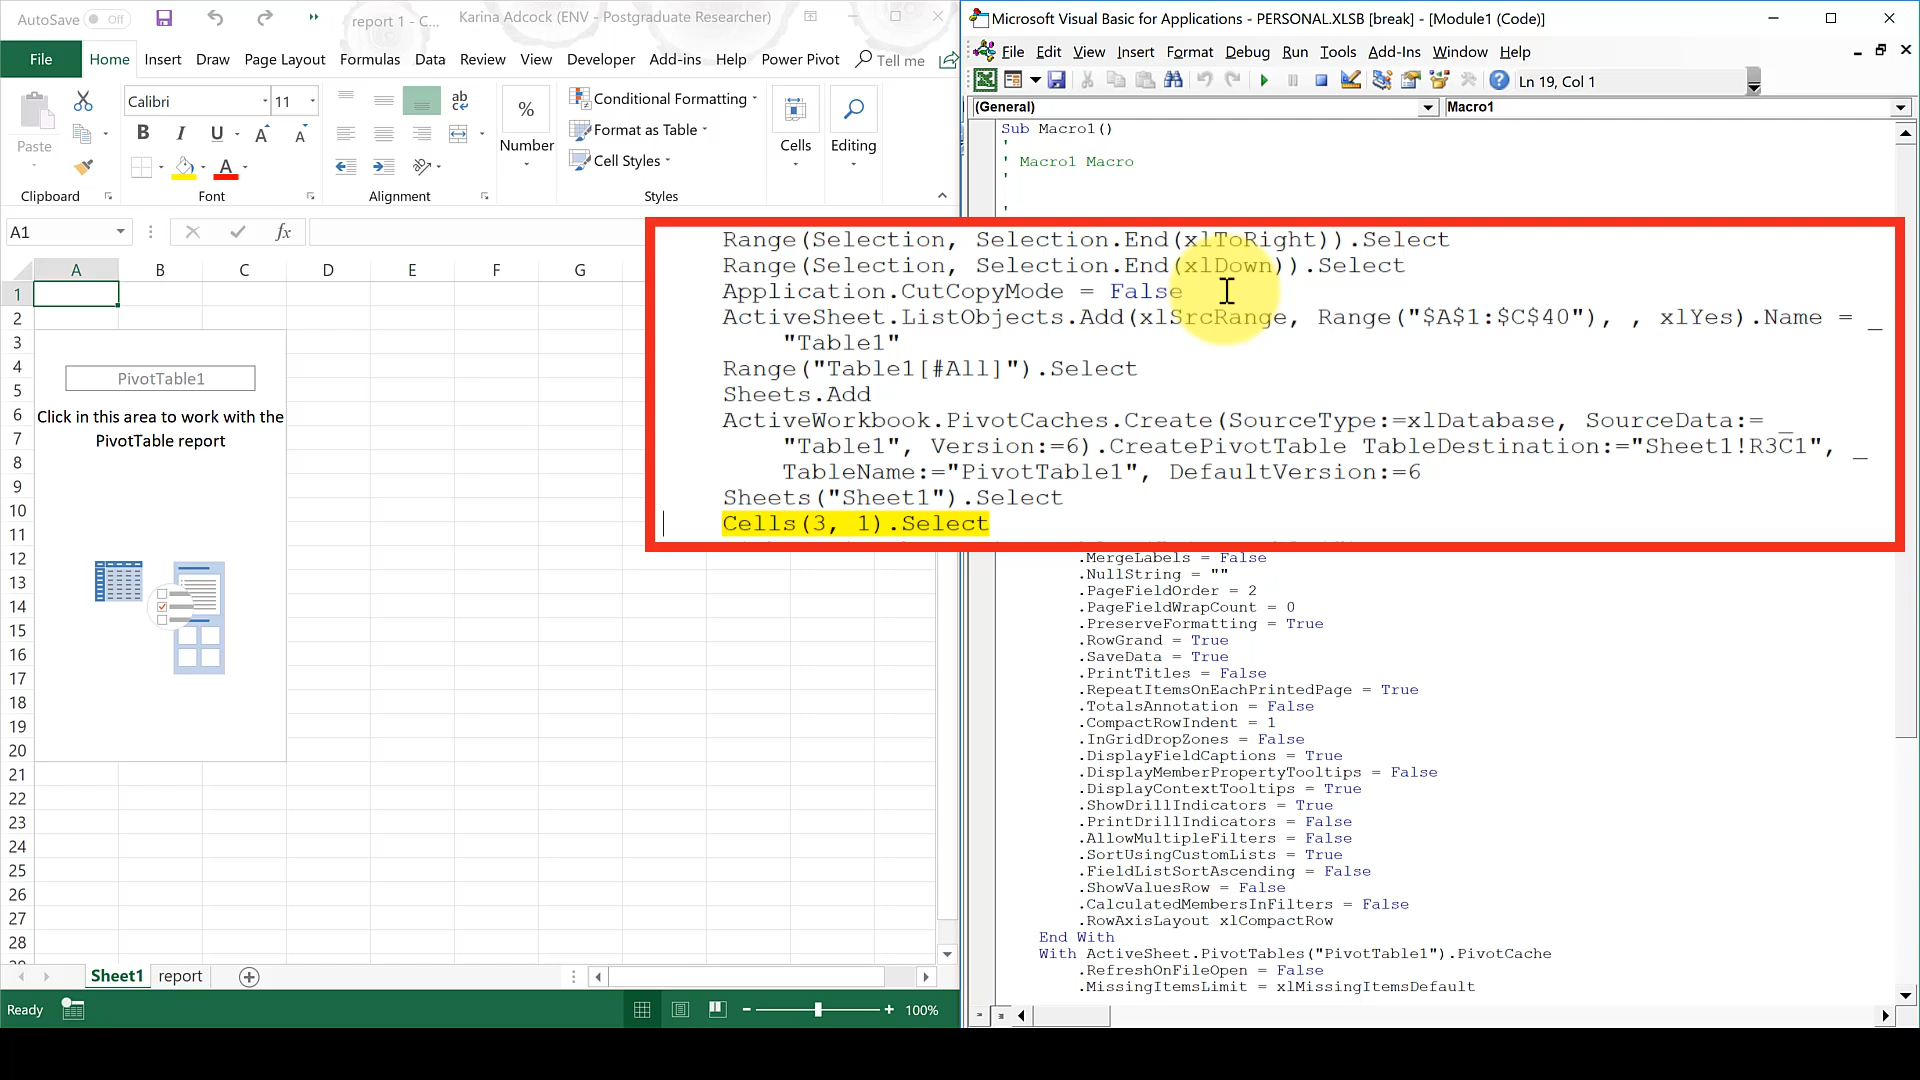 AutoSave Off
report 1 - C...
Karina Adcock (ENV - Postgraduate Researcher)
File Home Insert Draw Page Layout Formulas Data Review View Developer Add-ins Help Power Pivot Tell me
Calibri 11
Paste
Number
Conditional Formatting
Format as Table
Cell Styles
Cells
Editing
Clipboard Font Alignment Styles
A1 fx
A B C D E F G
1
2
3
4
5
6
7
8
9
10
11
12
13
14
15
16
17
18
19
20
21
22
23
24
25
26
27
28
PivotTable1
Click in this area to work with the
PivotTable report
Sheet1 report
Ready 100%
Microsoft Visual Basic for Applications - PERSONAL.XLSB [break] - [Module1 (Code)]
File Edit View Insert Format Debug Run Tools Add-Ins Window Help
Ln 19, Col 1
(General) Macro1
Sub Macro1()
'
' Macro1 Macro
'
'
Range(Selection, Selection.End(xlToRight)).Select
Range(Selection, Selection.End(xlDown)).Select
Application.CutCopyMode = False
ActiveSheet.ListObjects.Add(xlSrcRange, Range("$A$1:$C$40"), , xlYes).Name = _
"Table1"
Range("Table1[#All]").Select
Sheets.Add
ActiveWorkbook.PivotCaches.Create(SourceType:=xlDatabase, SourceData:= _
"Table1", Version:=6).CreatePivotTable TableDestination:="Sheet1!R3C1", _
TableName:="PivotTable1", DefaultVersion:=6
Sheets("Sheet1").Select
Cells(3, 1).Select
.MergeLabels = False
.NullString = ""
.PageFieldOrder = 2
.PageFieldWrapCount = 0
.PreserveFormatting = True
.RowGrand = True
.SaveData = True
.PrintTitles = False
.RepeatItemsOnEachPrintedPage = True
.TotalsAnnotation = False
.CompactRowIndent = 1
.InGridDropZones = False
.DisplayFieldCaptions = True
.DisplayMemberPropertyTooltips = False
.DisplayContextTooltips = True
.ShowDrillIndicators = True
.PrintDrillIndicators = False
.AllowMultipleFilters = False
.SortUsingCustomLists = True
.FieldListSortAscending = False
.ShowValuesRow = False
.CalculatedMembersInFilters = False
.RowAxisLayout xlCompactRow
End With
With ActiveSheet.PivotTables("PivotTable1").PivotCache
.RefreshOnFileOpen = False
.MissingItemsLimit = xlMissingItemsDefault